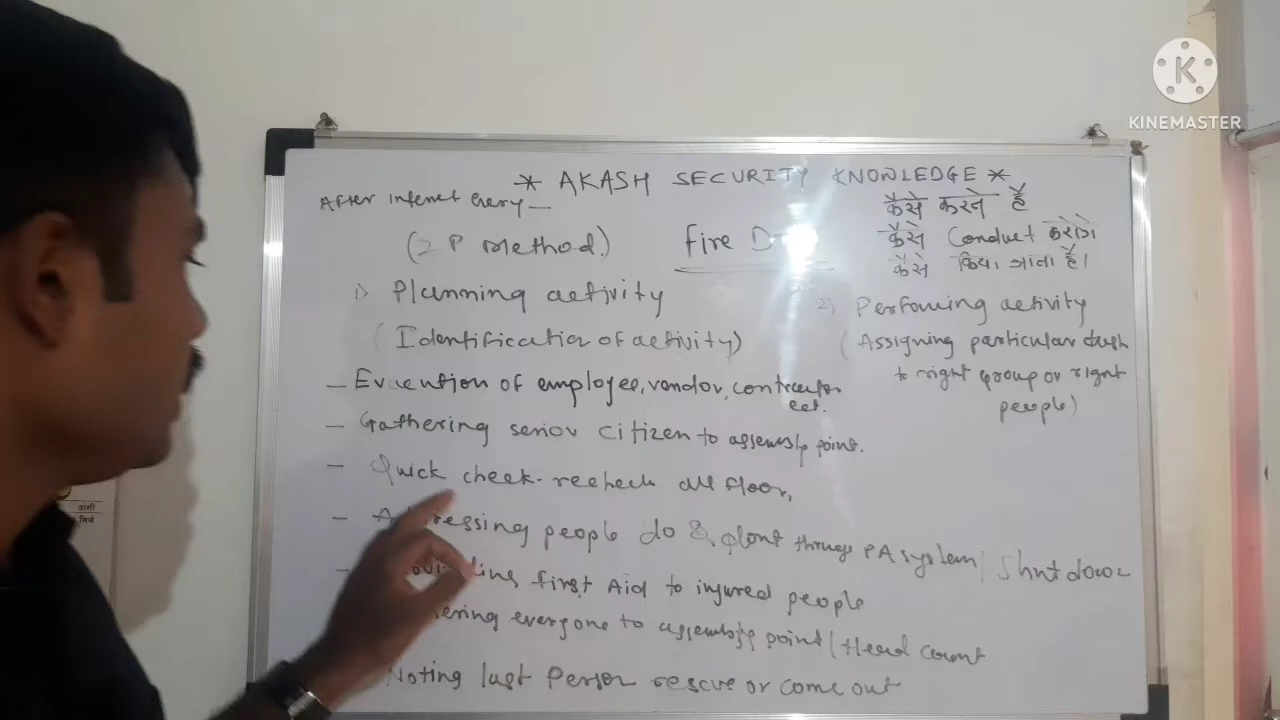 KINEMASTER
* AKASH SECURITY KNOWLEDGE *
After
(2 P Method)
Fire
कैसे करने है
कैसे Conduct करोगे
कैसे किया जाता है।
1) Planning activity
(Identification of activity)
- Evacution of employee, vendor, contractor
ect.
- Gathering senior citizen to assembly point.
- Quick check-recheck all floor,
- people do & dont through PA system / Shutdown
- first Aid to injured people
everyone to assembly point / Head count
Noting last Person rescue or come out
2) Perfoming activity
(Assigning particular
to right group or right
people)